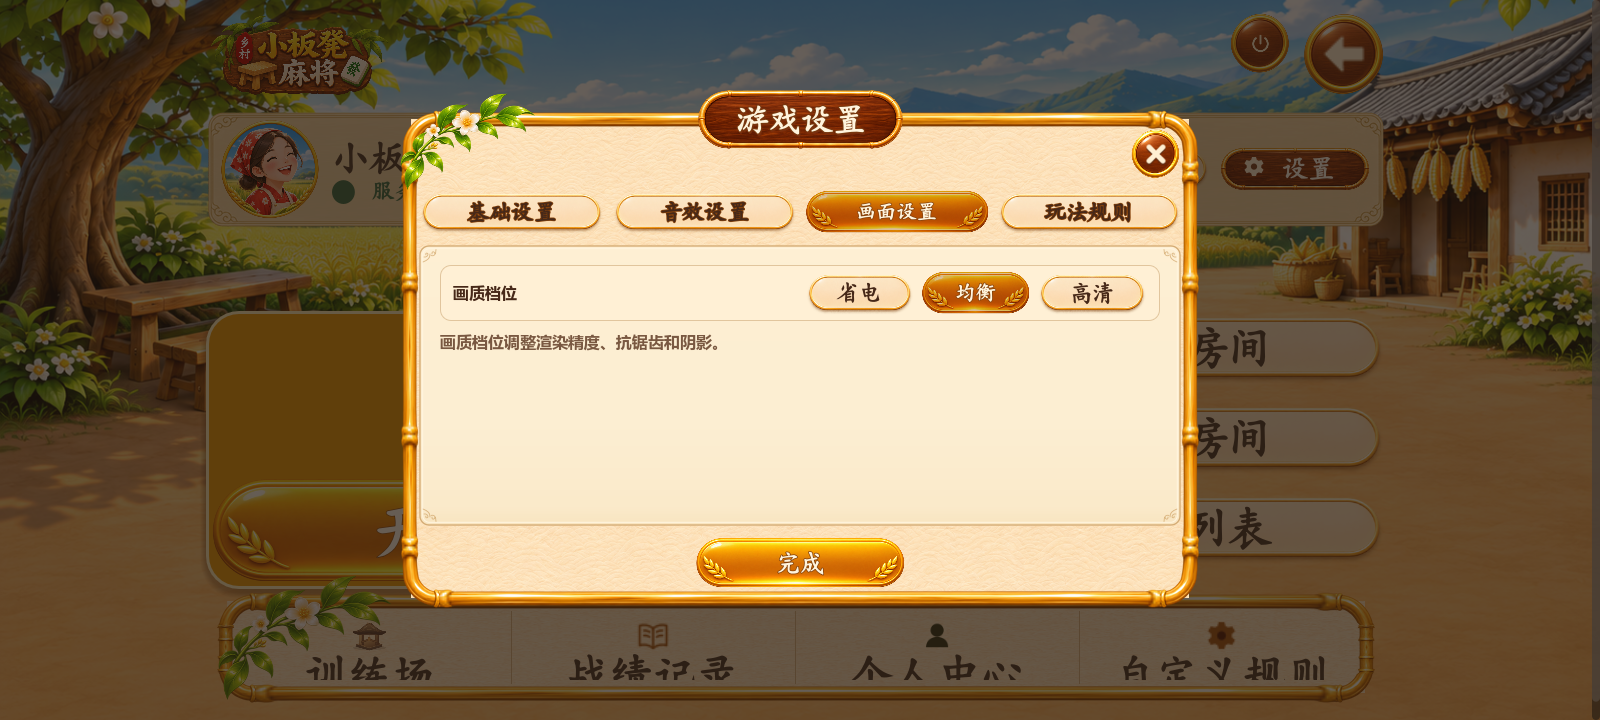 乡村
小板凳
麻将
發
游戏设置
小板
服务
设置
基础设置
音效设置
画面设置
玩法规则
画质档位
省电
均衡
高清
画质档位调整渲染精度、抗锯齿和阴影。
房间
房间
列表
开
完成
训练场
战绩记录
个人中心
自定义规则